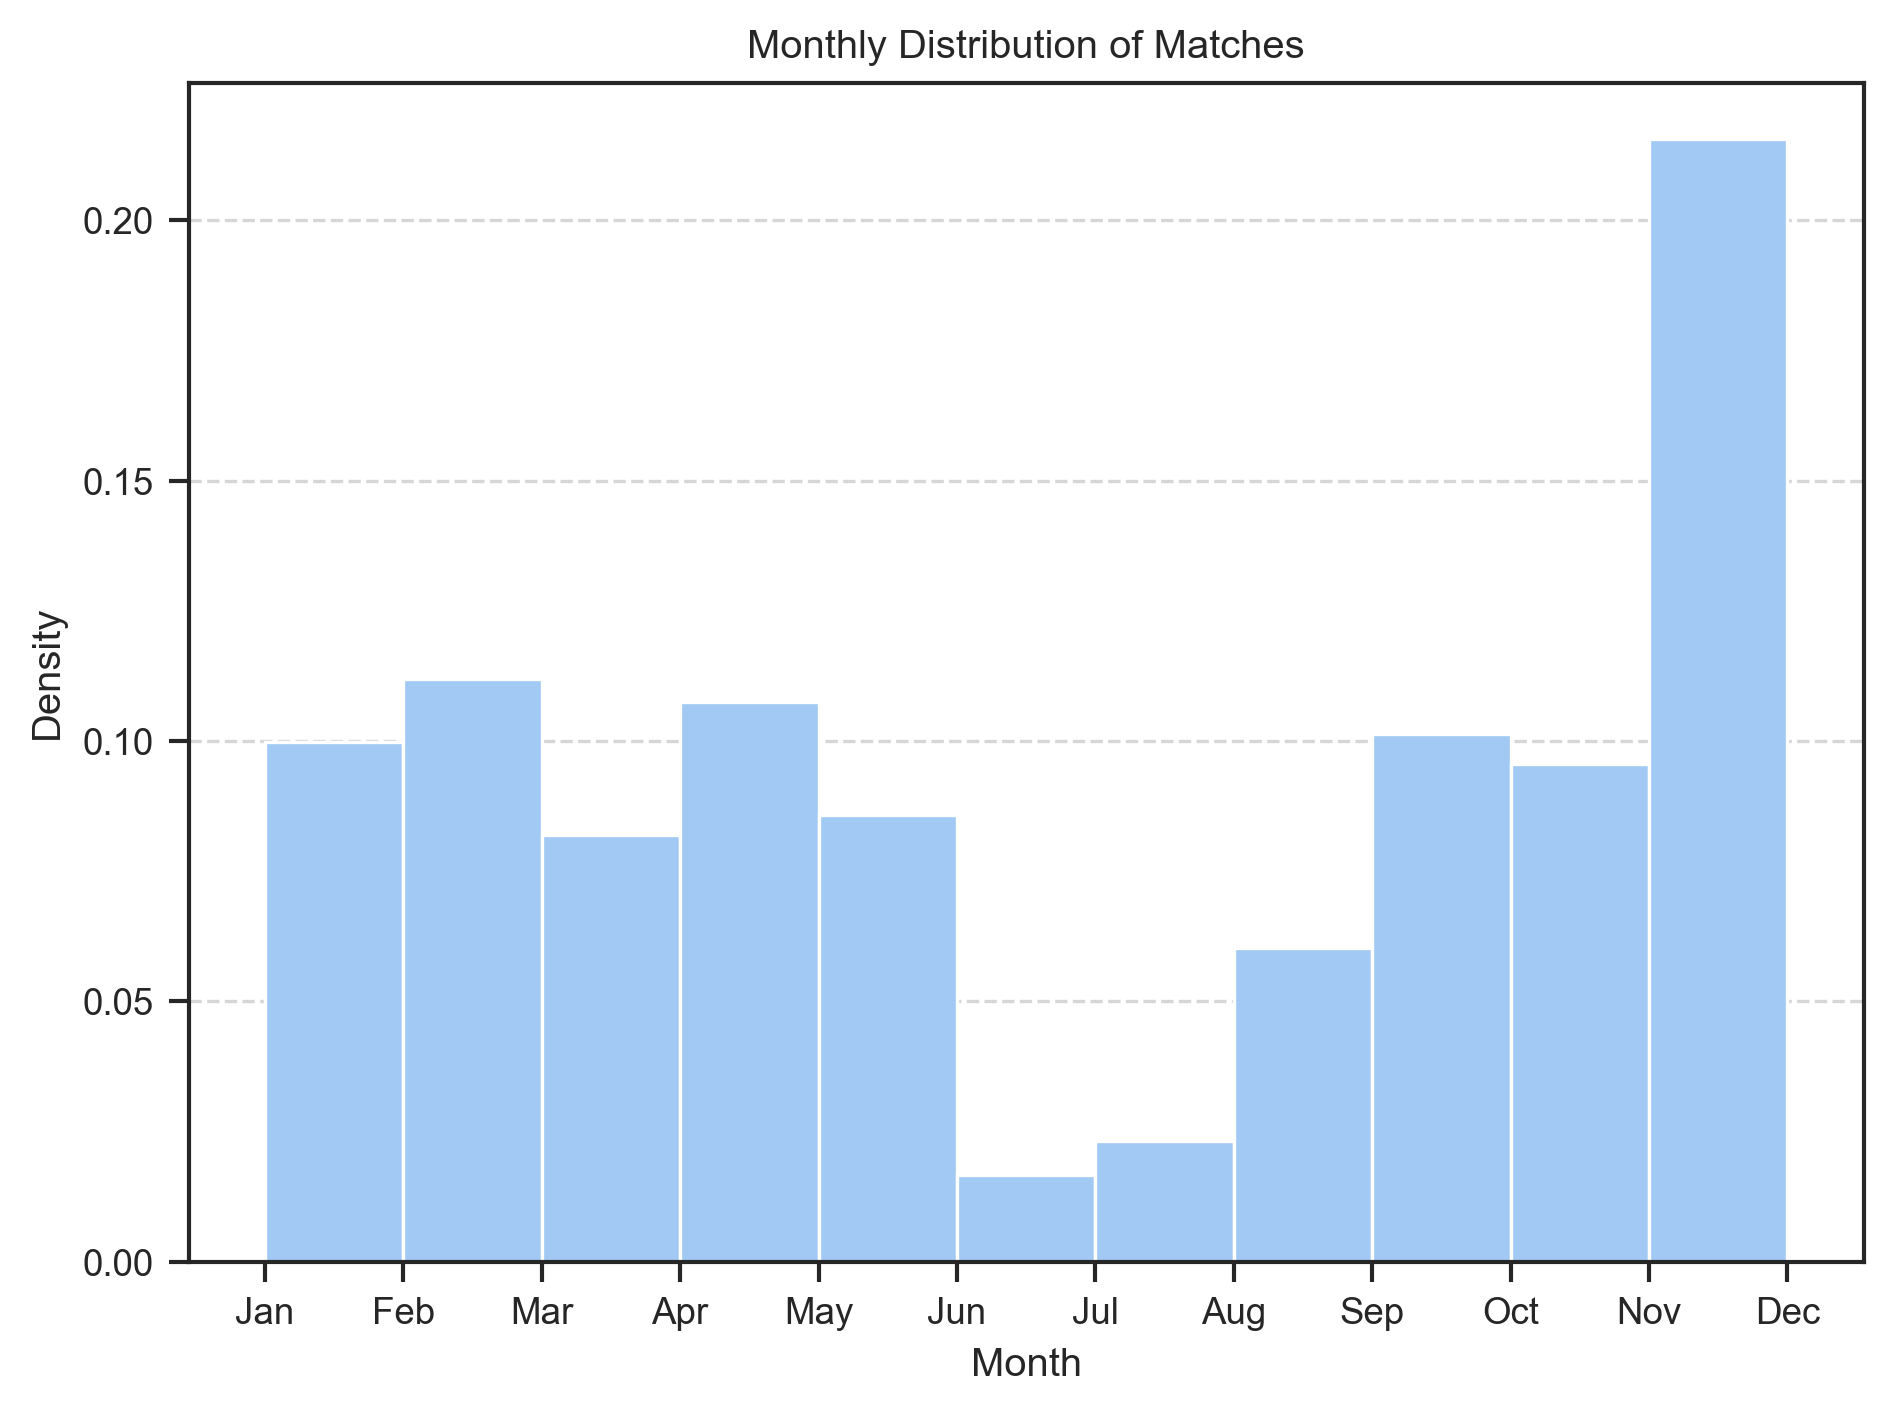 Monthly Distribution of Matches
Density
0.20
0.15
0.10
0.05
0.00
Jan Feb Mar Apr May Jun Jul Aug Sep Oct Nov Dec
Month